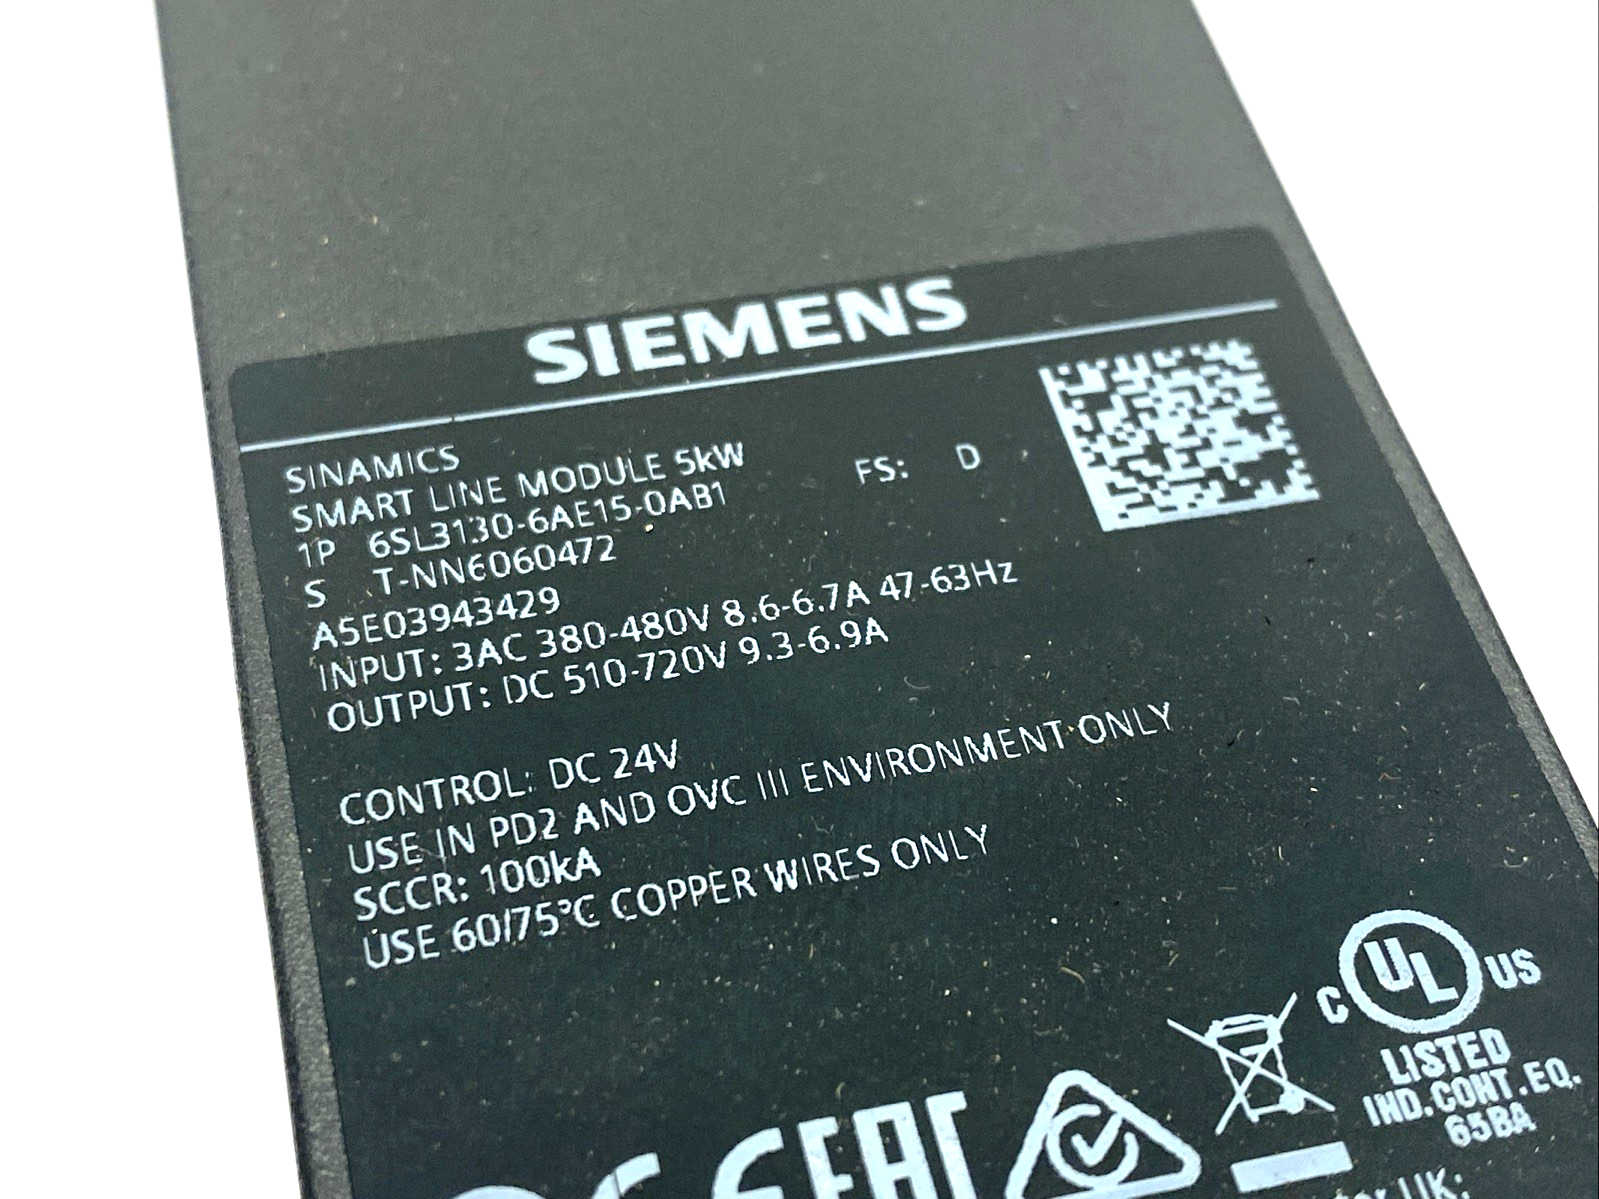 SIEMENS
SINAMICS
SMART LINE MODULE 5kW
1P 6SL3130-6AE15-0AB1 FS: D
S T-NN6060472
A5E03943429
INPUT: 3AC 380-480V 8.6-6.7A 47-63Hz
OUTPUT: DC 510-720V 9.3-6.9A
CONTROL: DC 24V
USE IN PD2 AND OVC III ENVIRONMENT ONLY
SCCR: 100kA
USE 60/75°C COPPER WIRES ONLY
C UL US
LISTED
IND.CONT.EQ.
65BA
EAC
UK: